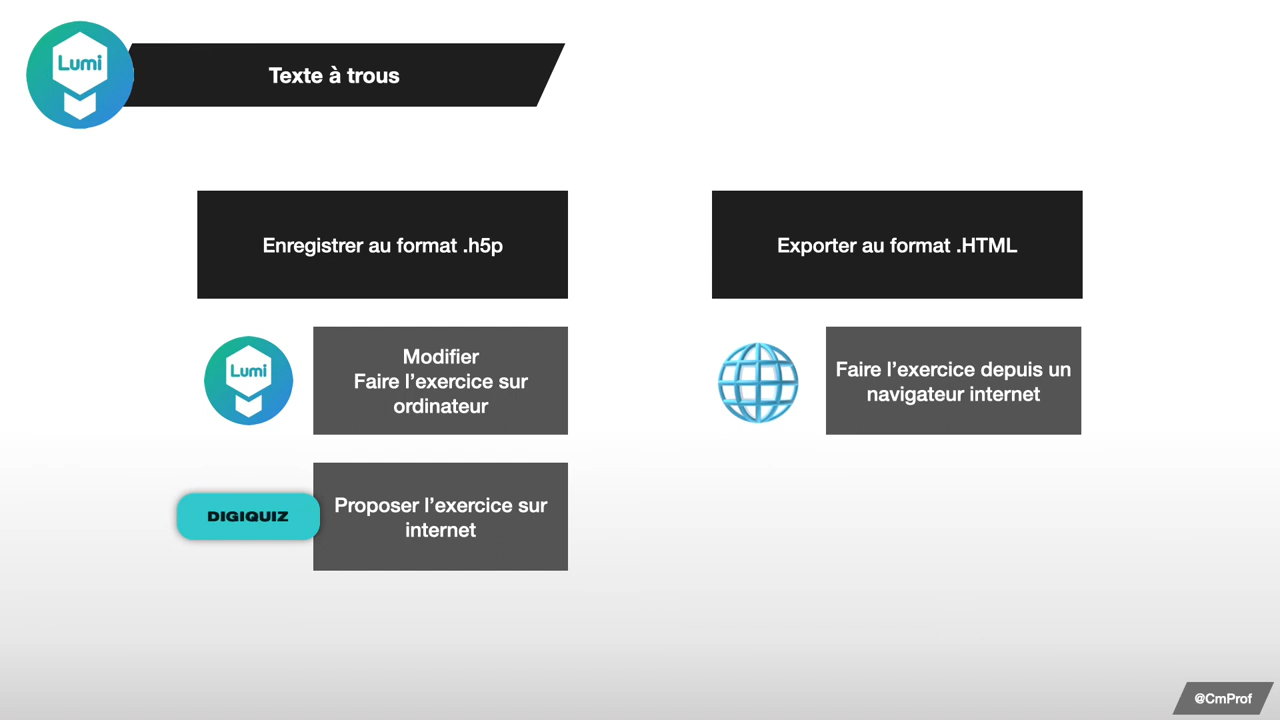 Lumi
Texte à trous
Enregistrer au format .h5p
Exporter au format .HTML
Lumi
Modifier
Faire l’exercice sur
ordinateur
Faire l’exercice depuis un
navigateur internet
DIGIQUIZ
Proposer l’exercice sur
internet
@CmProf